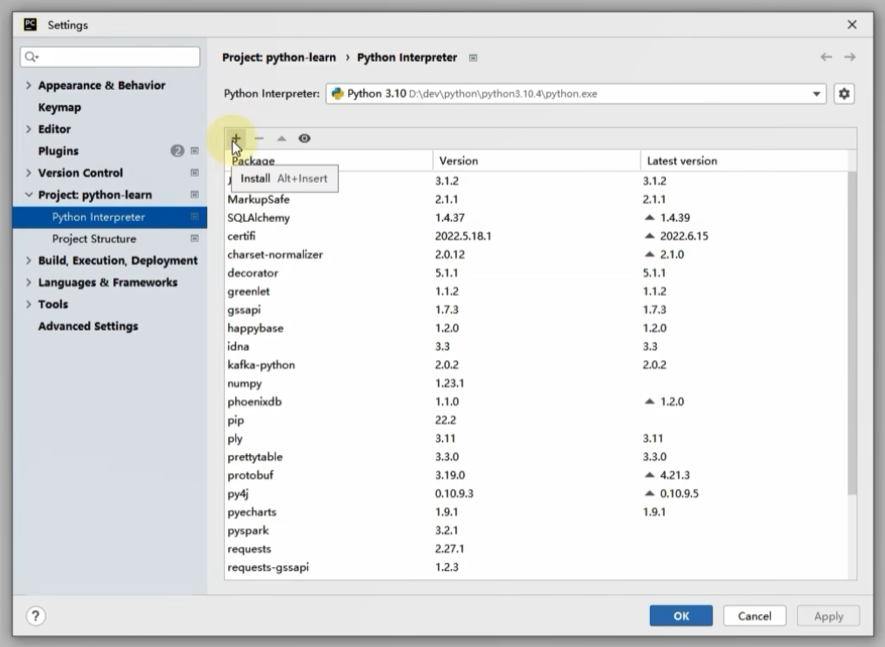 PC Settings
Project: python-learn › Python Interpreter
Python Interpreter: Python 3.10 D:\dev\python\python3.10.4\python.exe
Appearance & Behavior
Keymap
Editor
Plugins 2
Version Control
Project: python-learn
Python Interpreter
Project Structure
Build, Execution, Deployment
Languages & Frameworks
Tools
Advanced Settings
Package Version Latest version
Install Alt+Insert
J 3.1.2 3.1.2
MarkupSafe 2.1.1 2.1.1
SQLAlchemy 1.4.37 1.4.39
certifi 2022.5.18.1 2022.6.15
charset-normalizer 2.0.12 2.1.0
decorator 5.1.1 5.1.1
greenlet 1.1.2 1.1.2
gssapi 1.7.3 1.7.3
happybase 1.2.0 1.2.0
idna 3.3 3.3
kafka-python 2.0.2 2.0.2
numpy 1.23.1
phoenixdb 1.1.0 1.2.0
pip 22.2
ply 3.11 3.11
prettytable 3.3.0 3.3.0
protobuf 3.19.0 4.21.3
py4j 0.10.9.3 0.10.9.5
pyecharts 1.9.1 1.9.1
pyspark 3.2.1
requests 2.27.1
requests-gssapi 1.2.3
? OK Cancel Apply